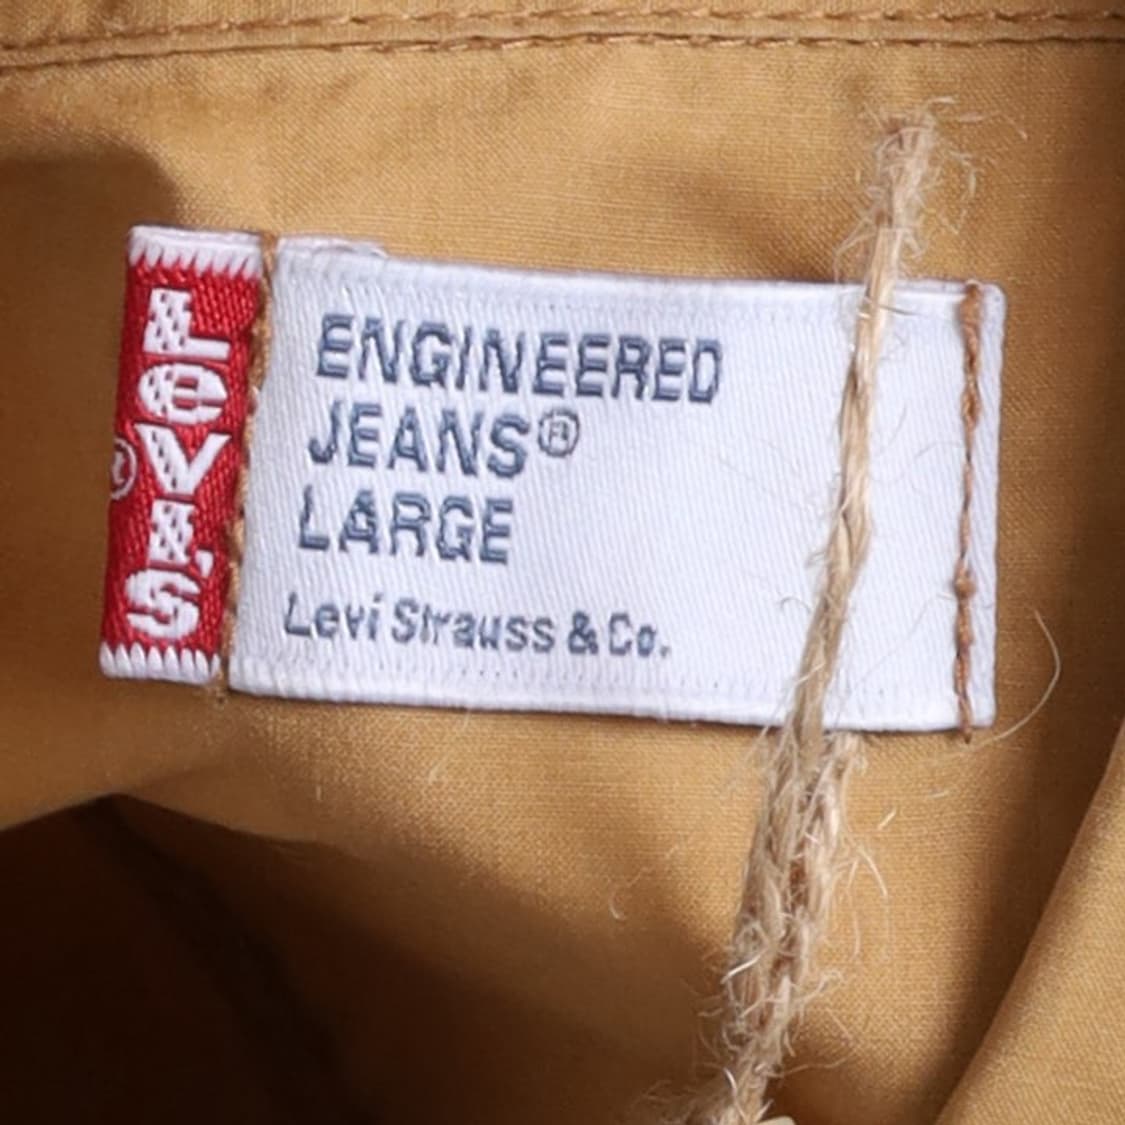 LEVI'S
®
ENGINEERED
JEANS®
LARGE
Levi Strauss & Co.